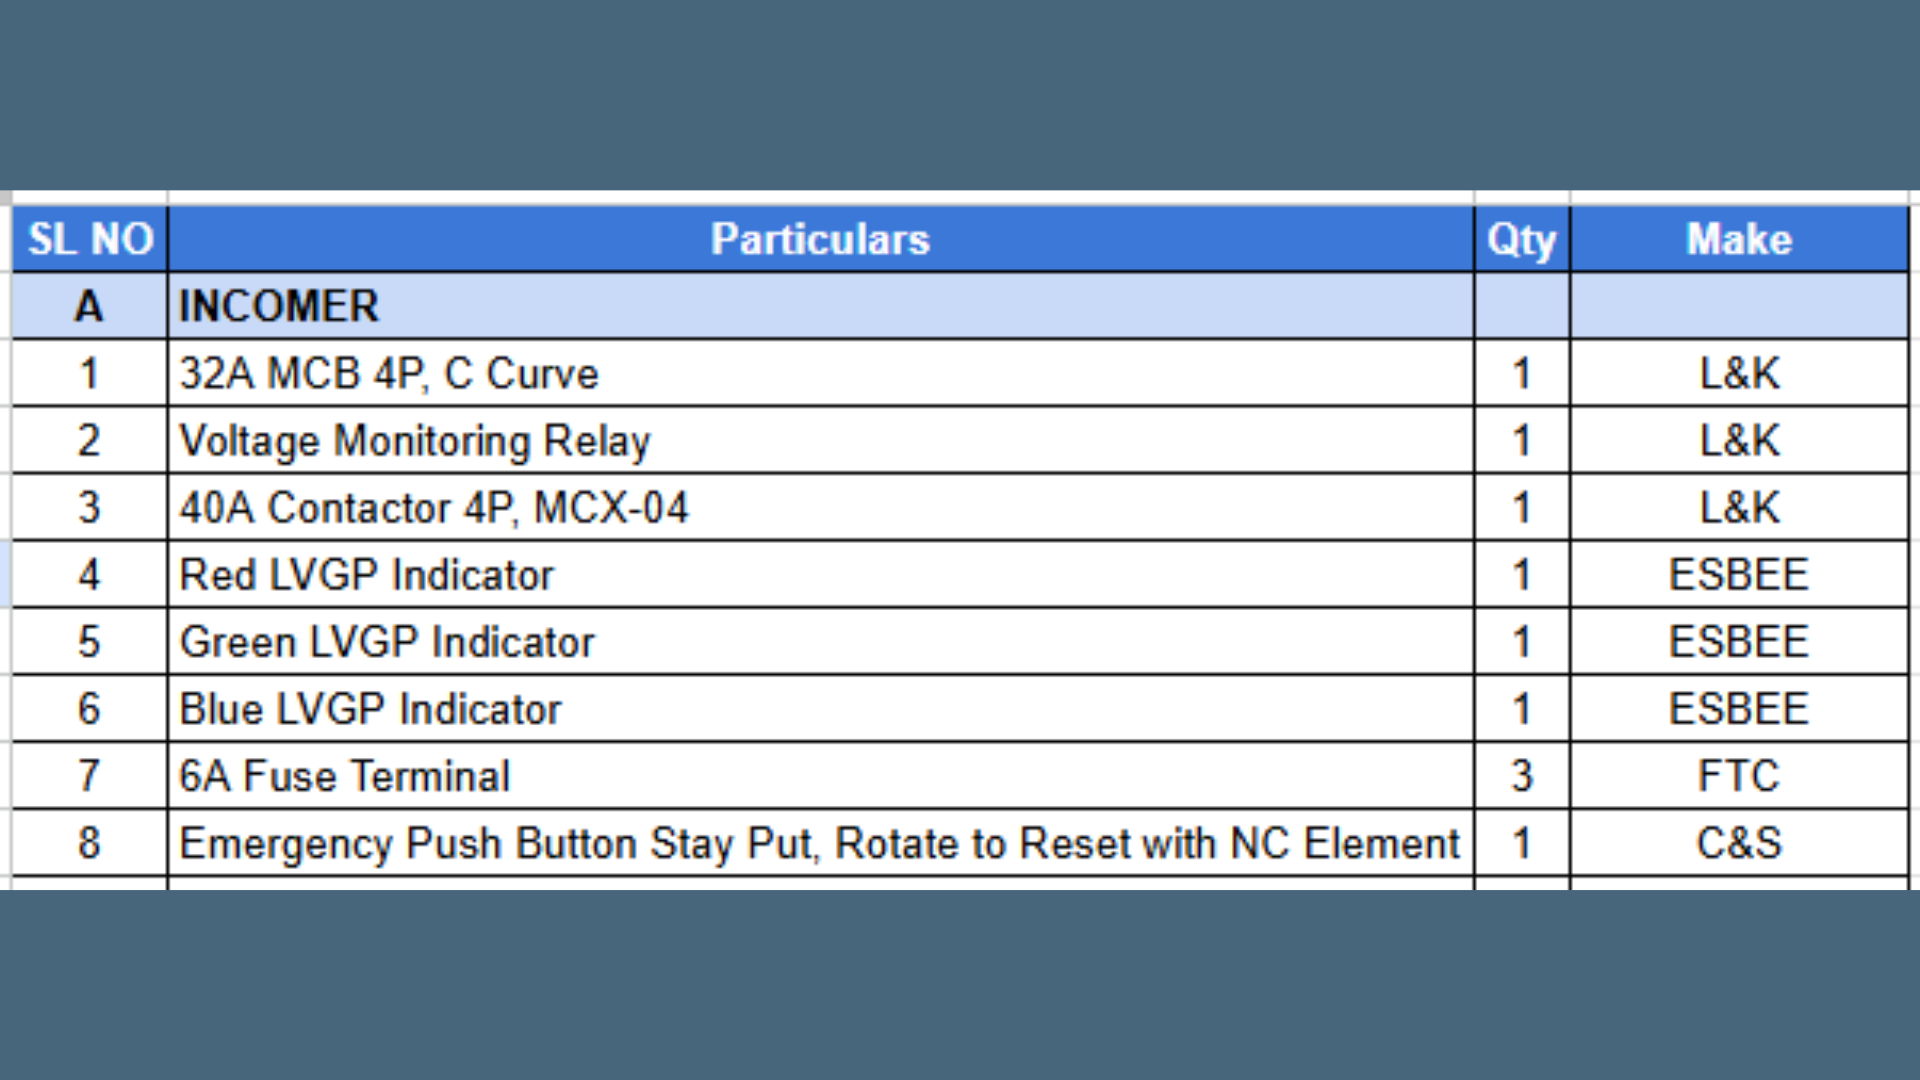 SL NO Particulars Qty Make
A INCOMER
1 32A MCB 4P, C Curve 1 L&K
2 Voltage Monitoring Relay 1 L&K
3 40A Contactor 4P, MCX-04 1 L&K
4 Red LVGP Indicator 1 ESBEE
5 Green LVGP Indicator 1 ESBEE
6 Blue LVGP Indicator 1 ESBEE
7 6A Fuse Terminal 3 FTC
8 Emergency Push Button Stay Put, Rotate to Reset with NC Element 1 C&S